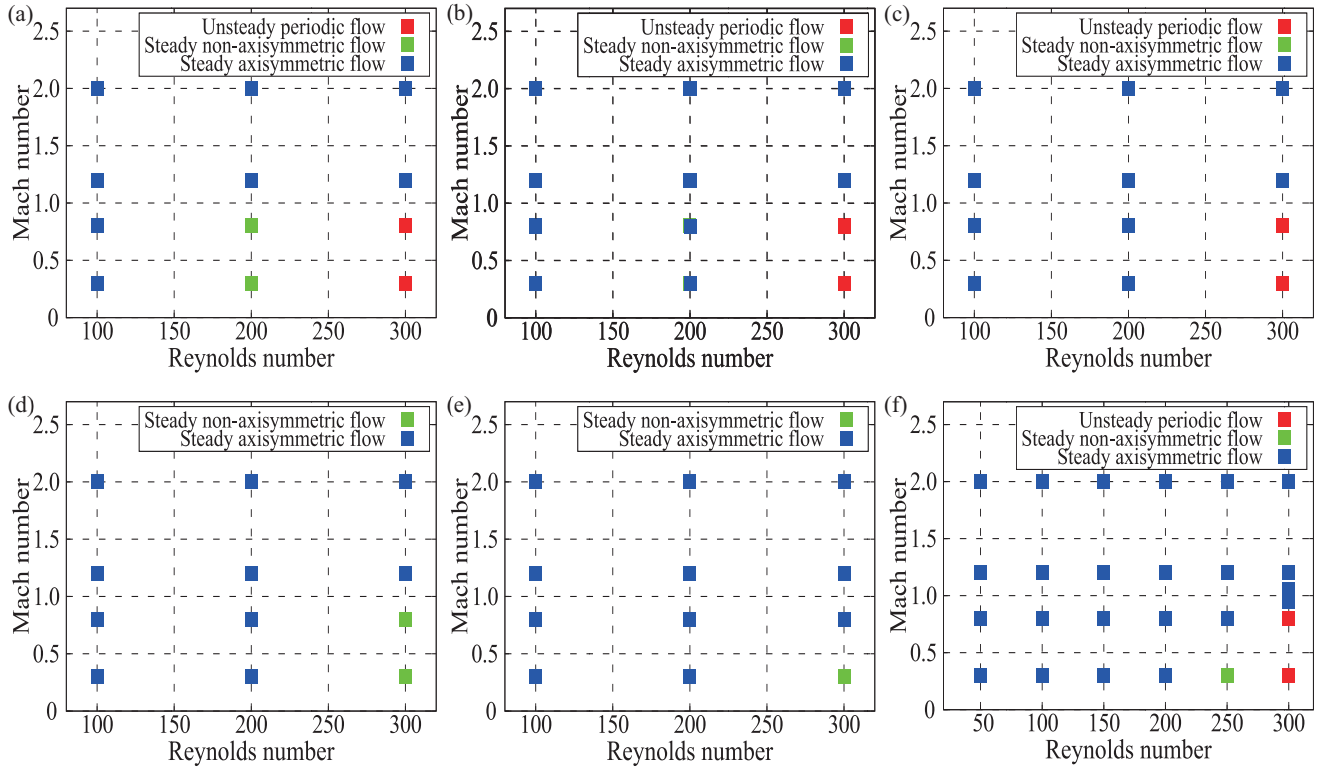 (a)
Unsteady periodic flow
Steady non-axisymmetric flow
Steady axisymmetric flow
2.5
2.0
1.5
1.0
0.5
0
Mach number
100 150 200 250 300
Reynolds number
(b)
Unsteady periodic flow
Steady non-axisymmetric flow
Steady axisymmetric flow
2.5
2.0
1.5
1.0
0.5
0
Mach number
100 150 200 250 300
Reynolds number
(c)
Unsteady periodic flow
Steady non-axisymmetric flow
Steady axisymmetric flow
2.5
2.0
1.5
1.0
0.5
0
Mach number
100 150 200 250 300
Reynolds number
(d)
Steady non-axisymmetric flow
Steady axisymmetric flow
2.5
2.0
1.5
1.0
0.5
0
Mach number
100 150 200 250 300
Reynolds number
(e)
Steady non-axisymmetric flow
Steady axisymmetric flow
2.5
2.0
1.5
1.0
0.5
0
Mach number
100 150 200 250 300
Reynolds number
(f)
Unsteady periodic flow
Steady non-axisymmetric flow
Steady axisymmetric flow
2.5
2.0
1.5
1.0
0.5
0
Mach number
50 100 150 200 250 300
Reynolds number